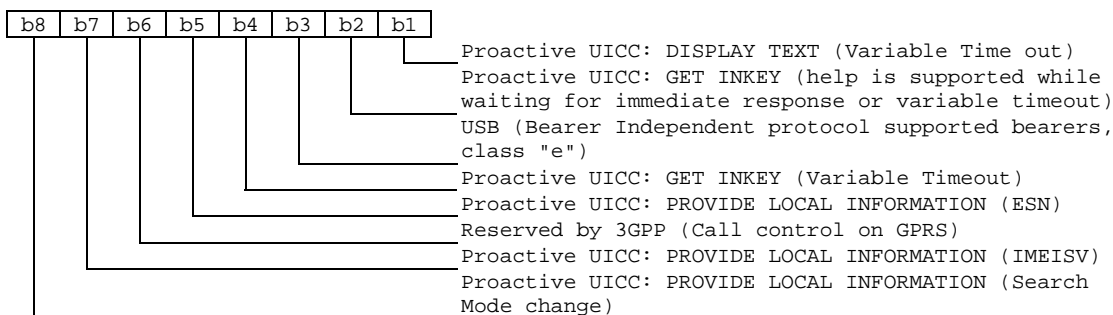 b8 b7 b6 b5 b4 b3 b2 b1
Proactive UICC: DISPLAY TEXT (Variable Time out)
Proactive UICC: GET INKEY (help is supported while
waiting for immediate response or variable timeout)
USB (Bearer Independent protocol supported bearers,
class "e")
Proactive UICC: GET INKEY (Variable Timeout)
Proactive UICC: PROVIDE LOCAL INFORMATION (ESN)
Reserved by 3GPP (Call control on GPRS)
Proactive UICC: PROVIDE LOCAL INFORMATION (IMEISV)
Proactive UICC: PROVIDE LOCAL INFORMATION (Search
Mode change)